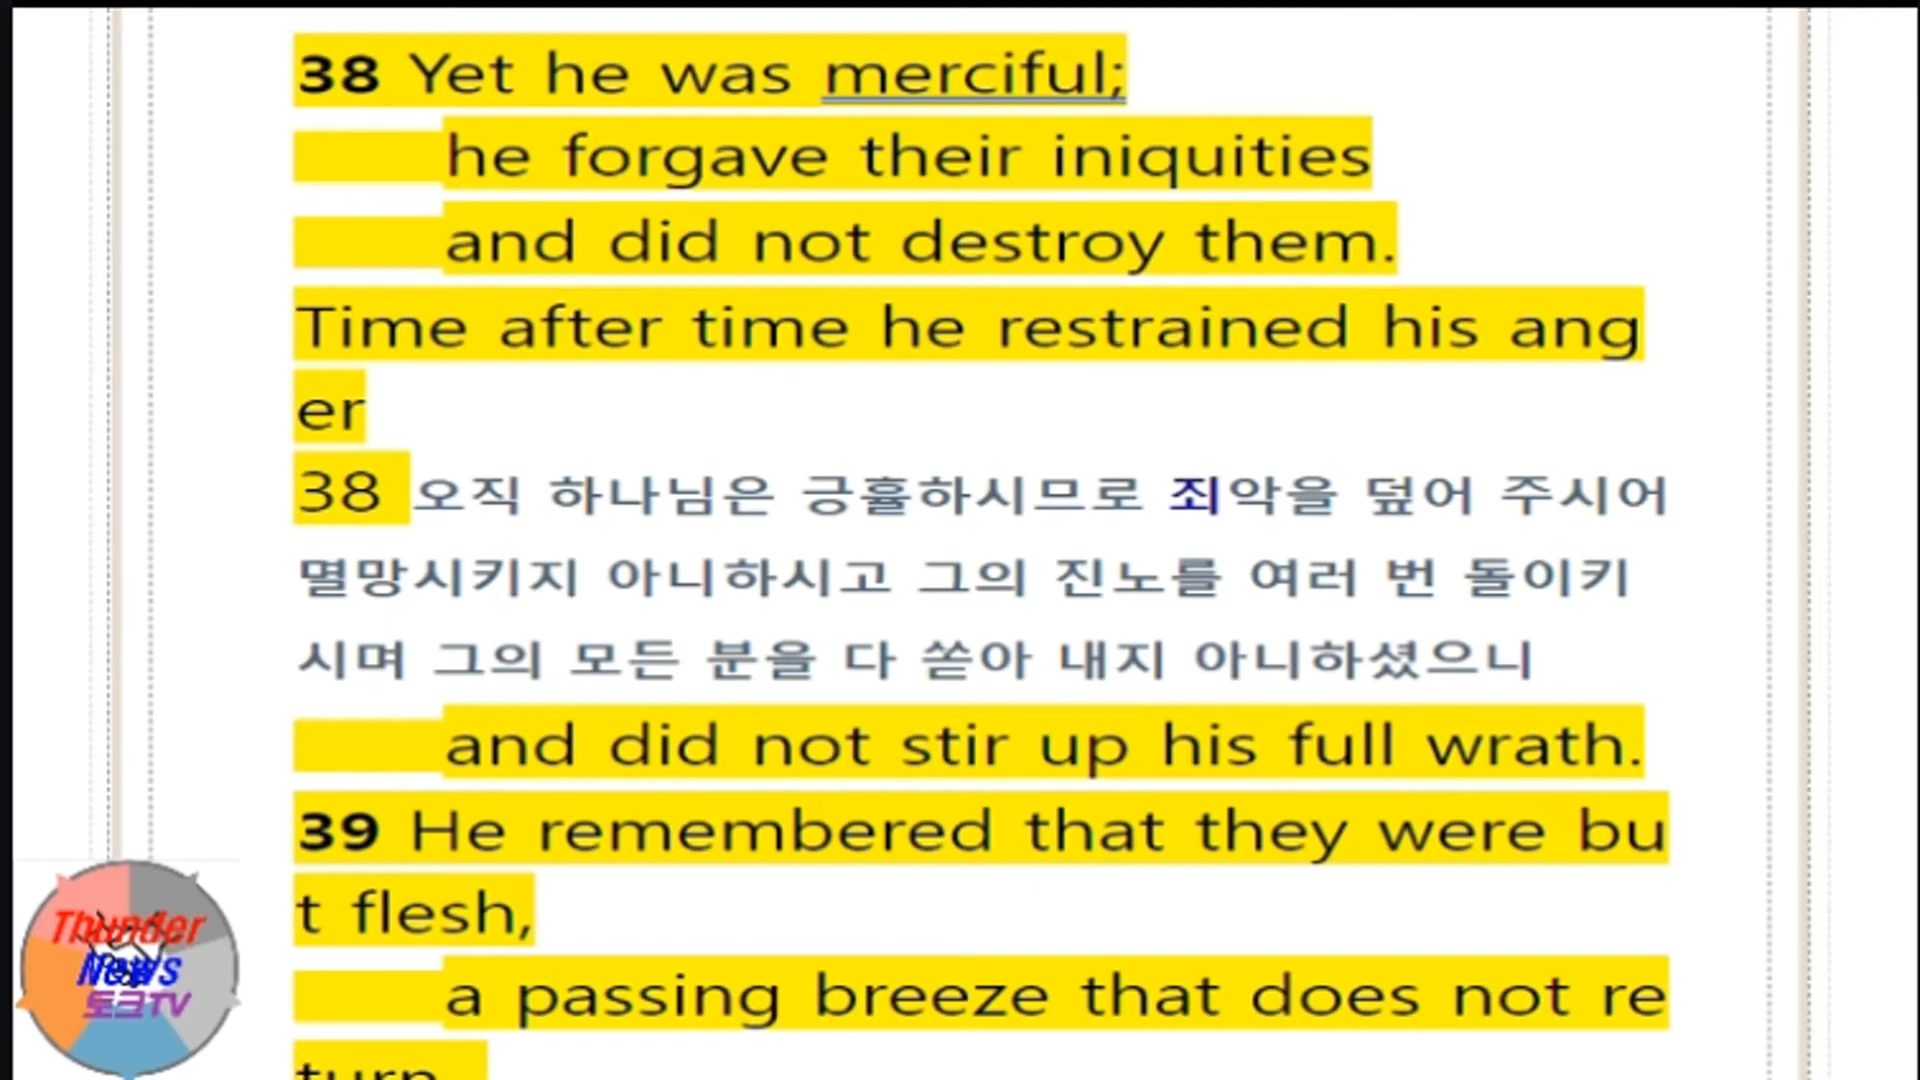 38 Yet he was merciful;
he forgave their iniquities
and did not destroy them.
Time after time he restrained his ang
er
38 오직 하나님은 긍휼하시므로 죄악을 덮어 주시어
멸망시키지 아니하시고 그의 진노를 여러 번 돌이키
시며 그의 모든 분을 다 쏟아 내지 아니하셨으니
and did not stir up his full wrath.
39 He remembered that they were bu
t flesh,
a passing breeze that does not re
turn.
Thunder
News
토크TV